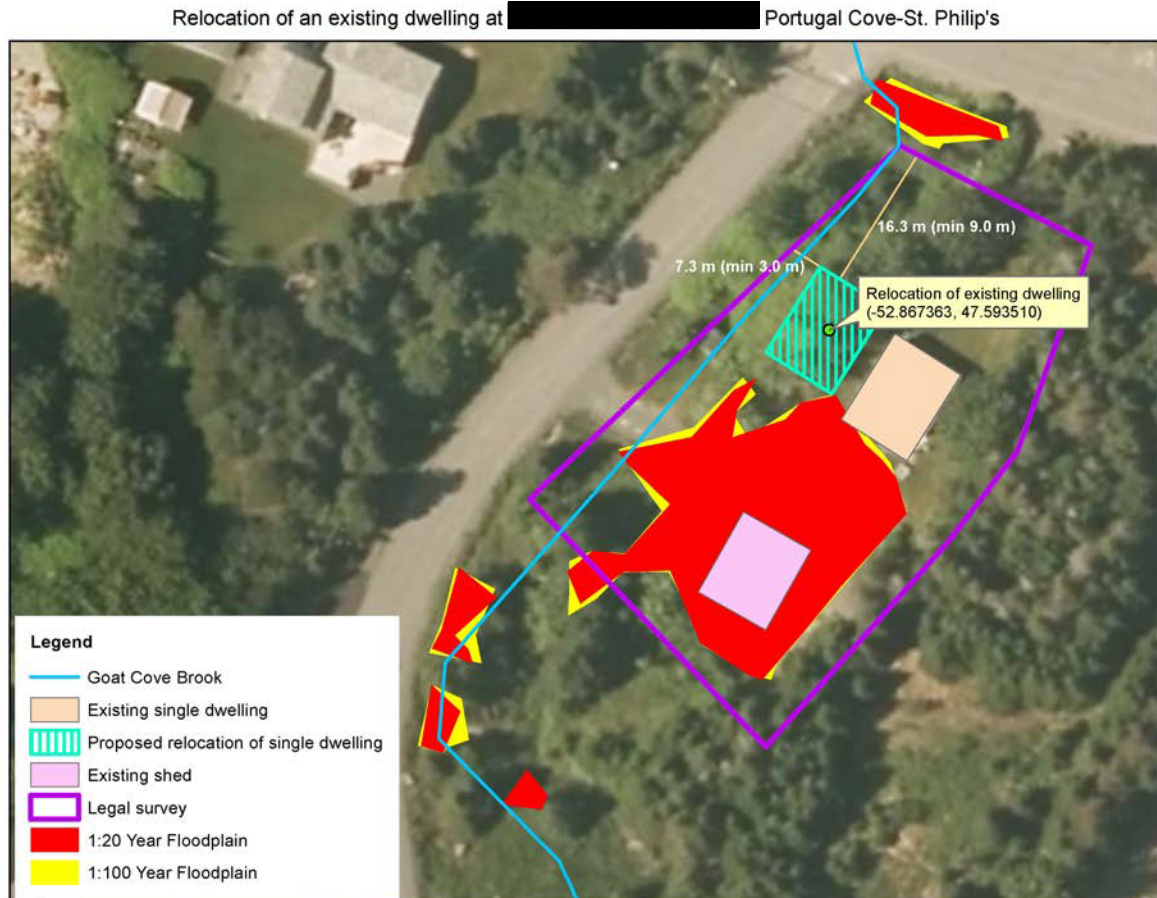 Relocation of an existing dwelling at Portugal Cove-St. Philip's
16.3 m (min 9.0 m)
7.3 m (min 3.0 m)
Relocation of existing dwelling
(-52.867363, 47.593510)
Legend
Goat Cove Brook
Existing single dwelling
Proposed relocation of single dwelling
Existing shed
Legal survey
1:20 Year Floodplain
1:100 Year Floodplain